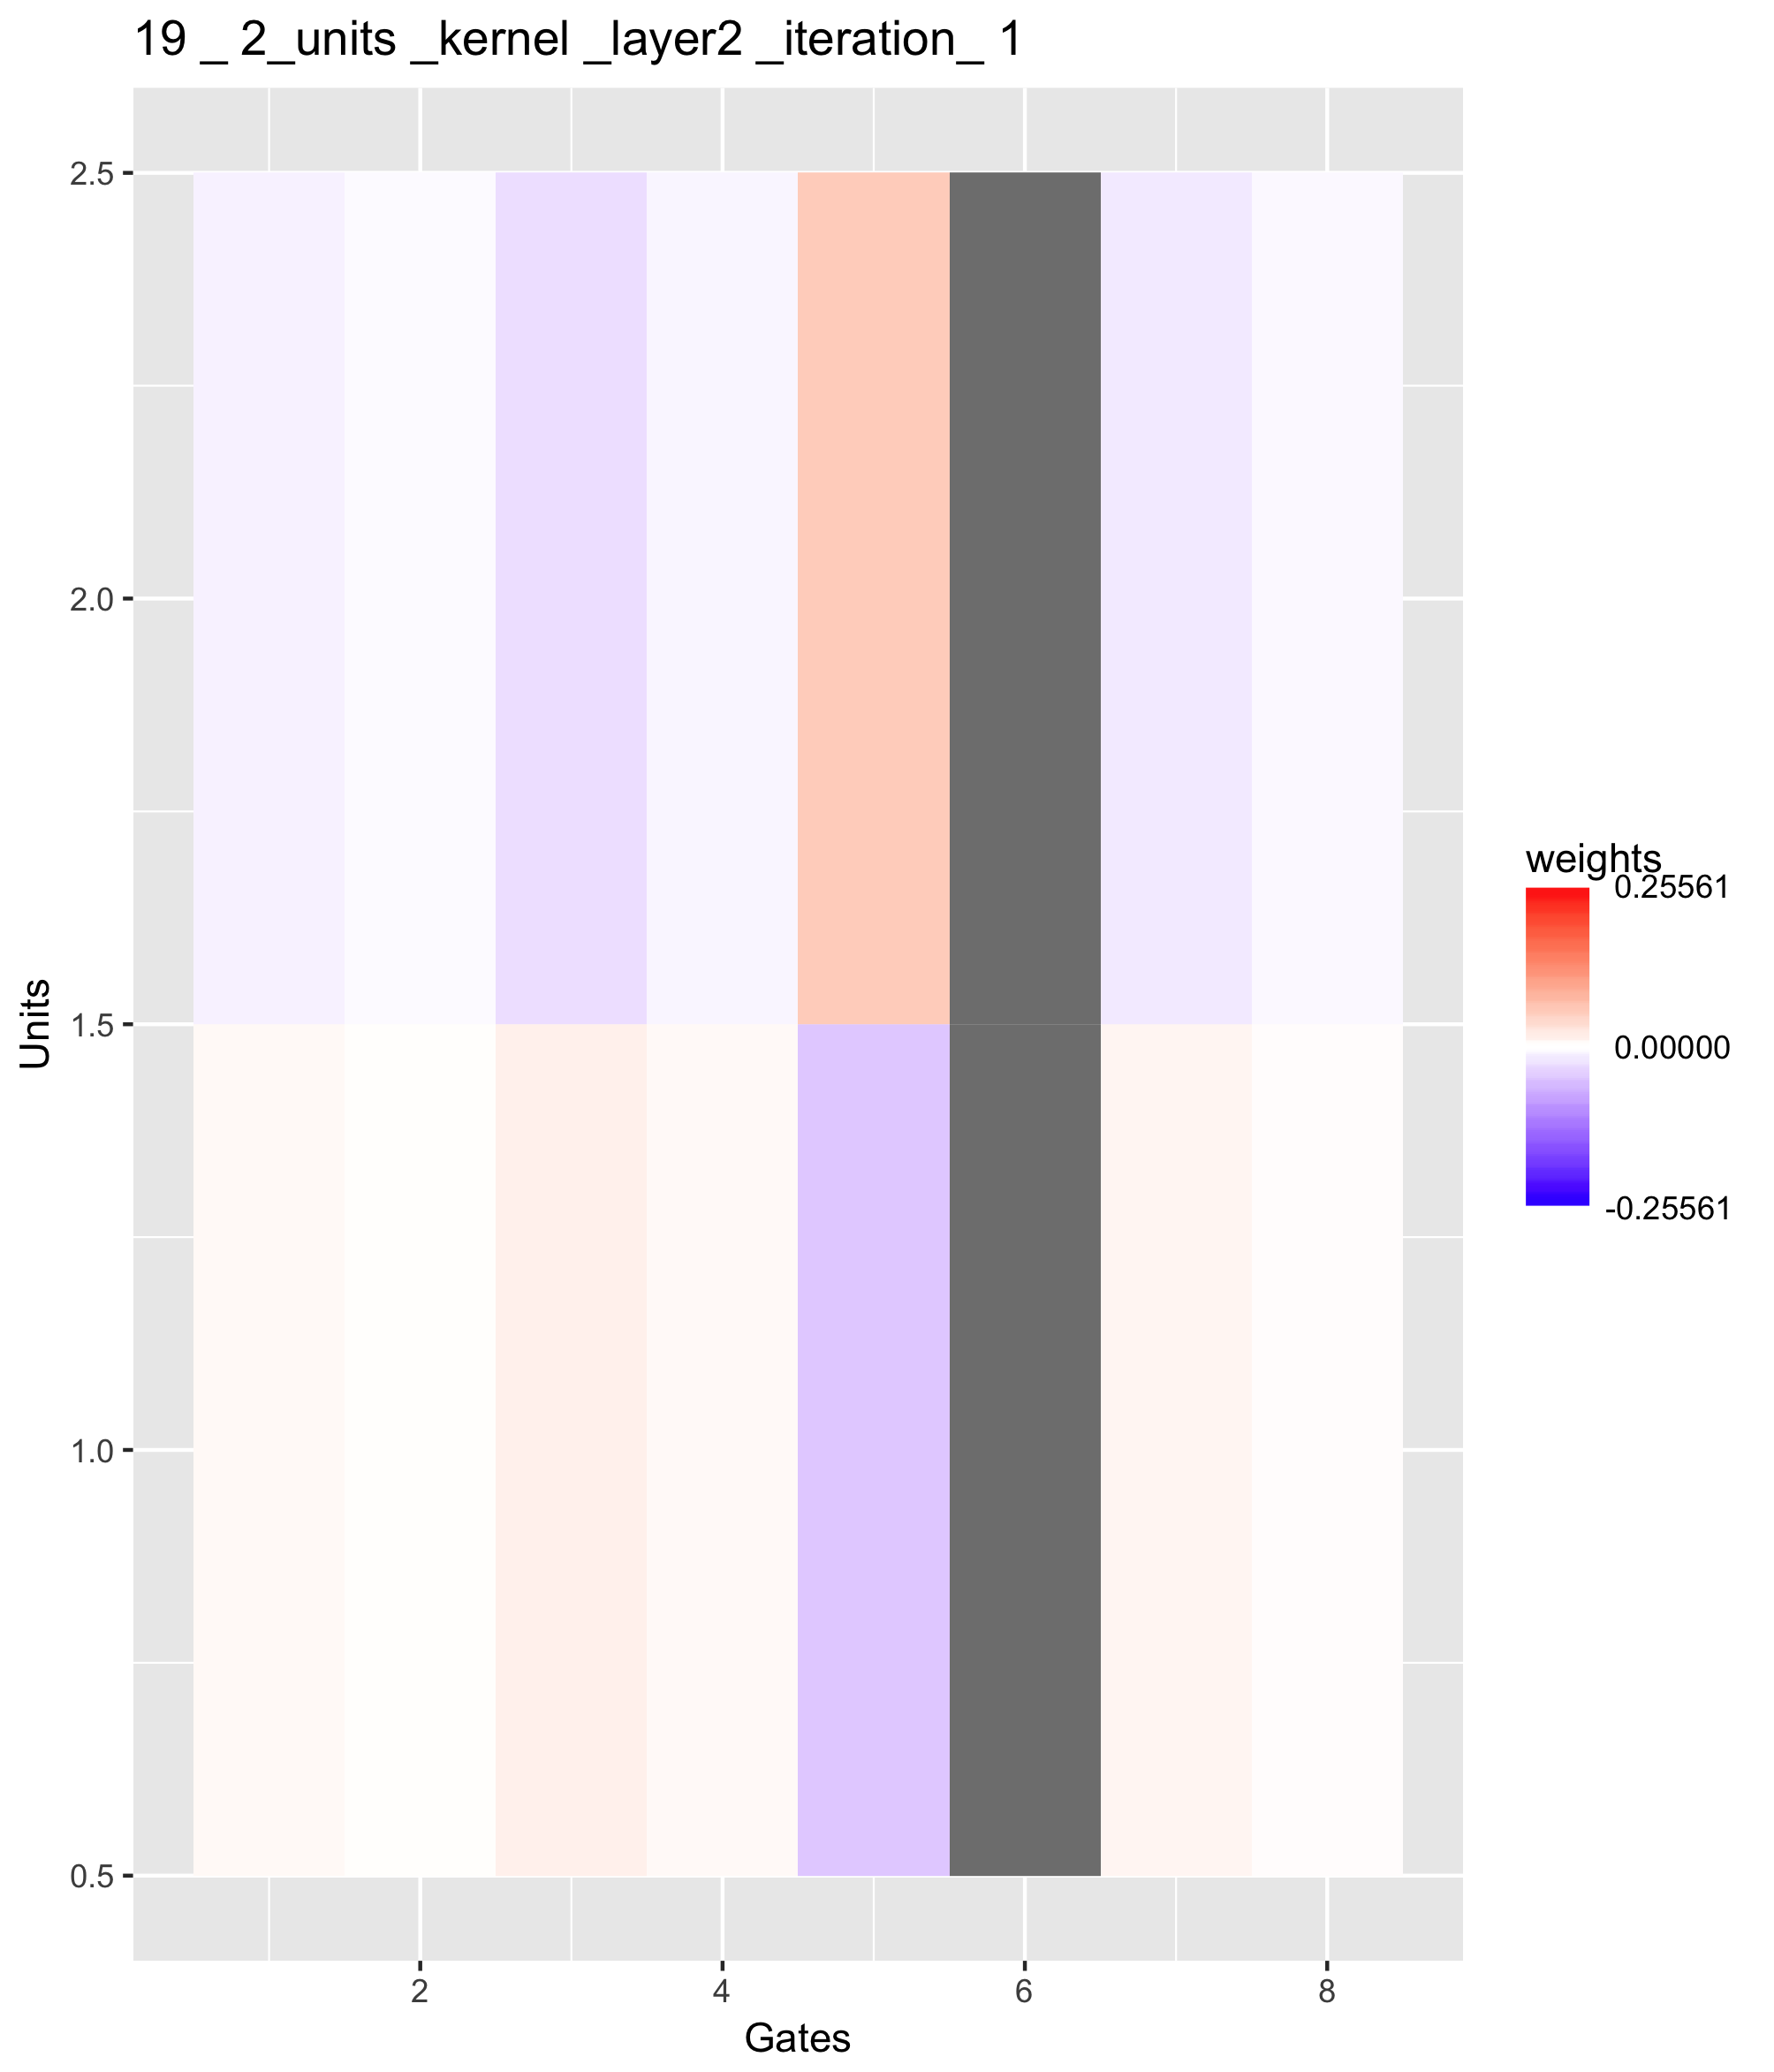 19 _ 2_units _kernel _layer2 _iteration_ 1
2.5
2.0
1.5
1.0
0.5
Units
2 4 6 8
Gates
weights
0.25561
0.00000
-0.25561